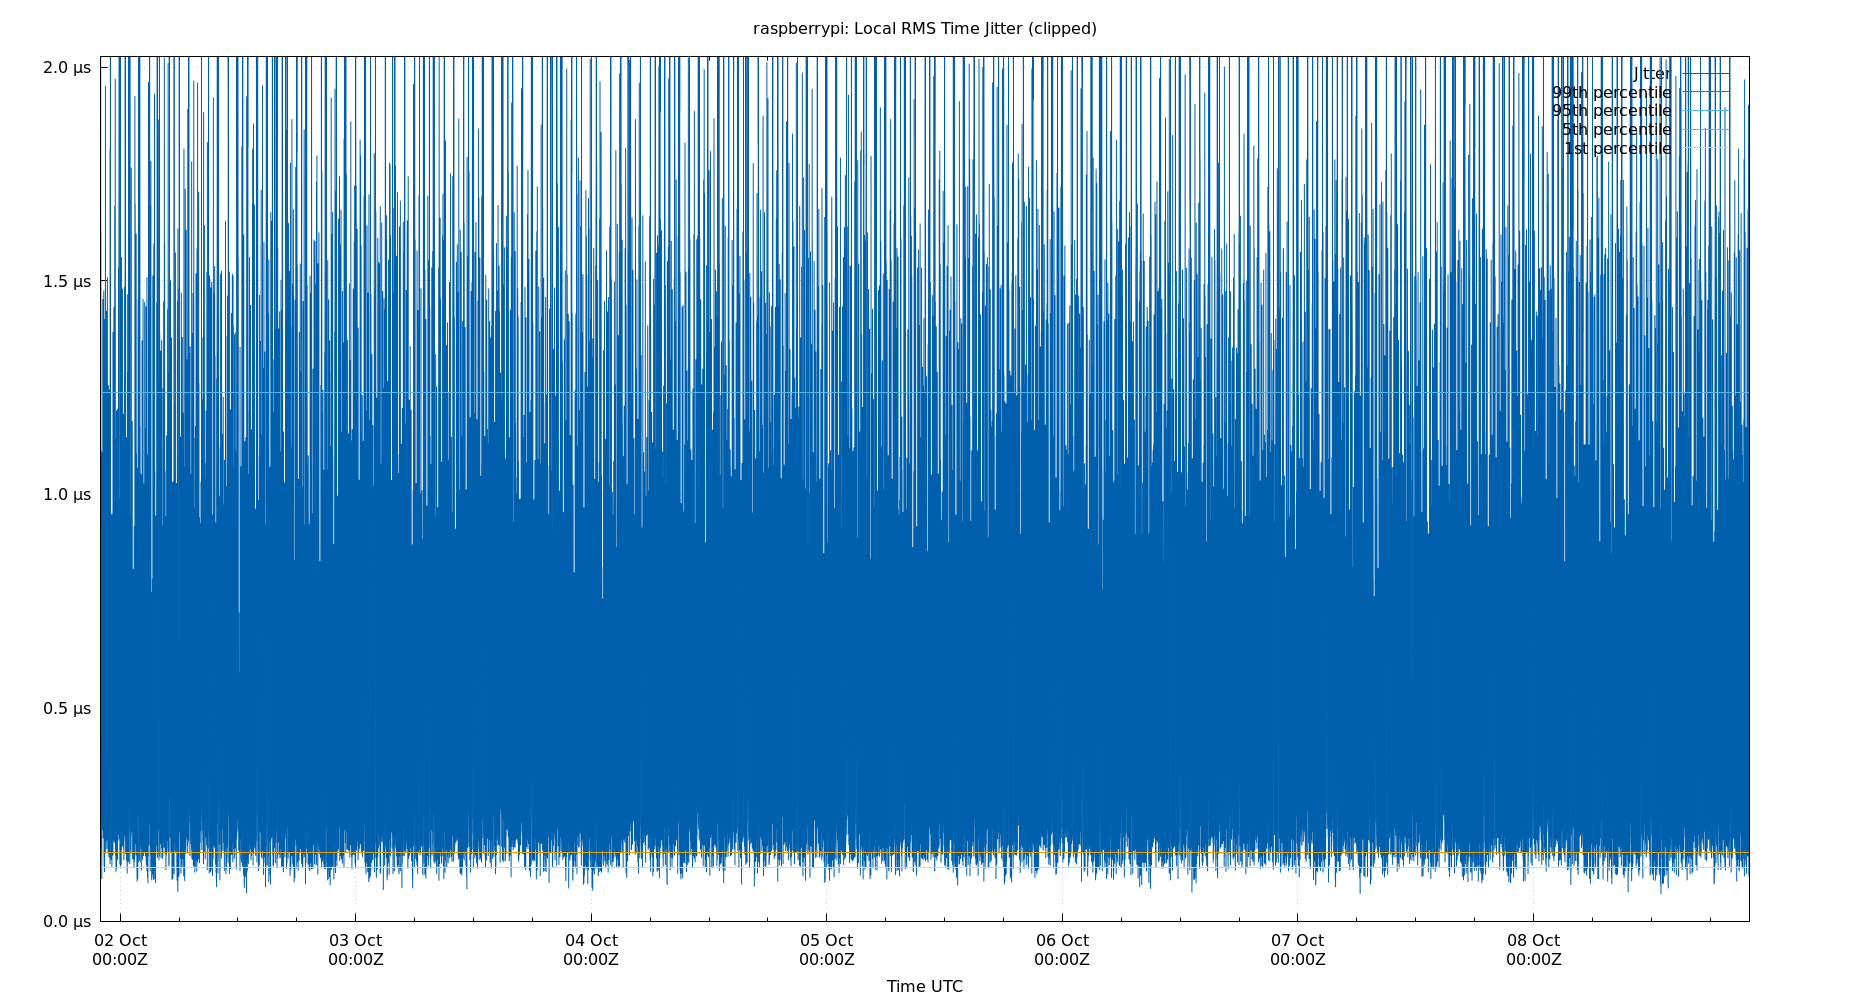 raspberrypi: Local RMS Time Jitter (clipped)
2.0 μs
1.5 μs
1.0 μs
0.5 μs
0.0 μs
Jitter
99th percentile
95th percentile
5th percentile
1st percentile
02 Oct
00:00Z
03 Oct
00:00Z
04 Oct
00:00Z
05 Oct
00:00Z
06 Oct
00:00Z
07 Oct
00:00Z
08 Oct
00:00Z
Time UTC